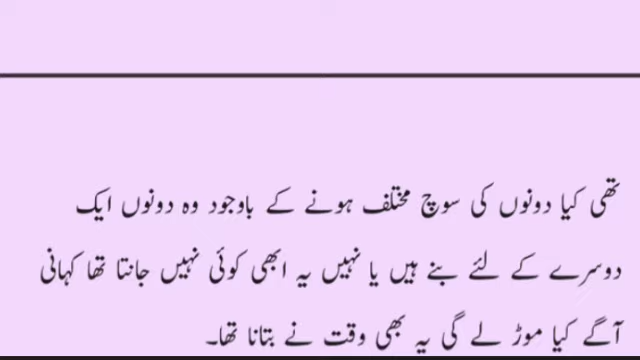 تھی کیا دونوں کی سوچ مختلف ہونے کے باوجود وہ دونوں ایک
دوسرے کے لئے بنے ہیں یا نہیں یہ ابھی کوئی نہیں جانتا تھا کہانی
آگے کیا موڑ لے گی یہ بھی وقت نے بتانا تھا۔